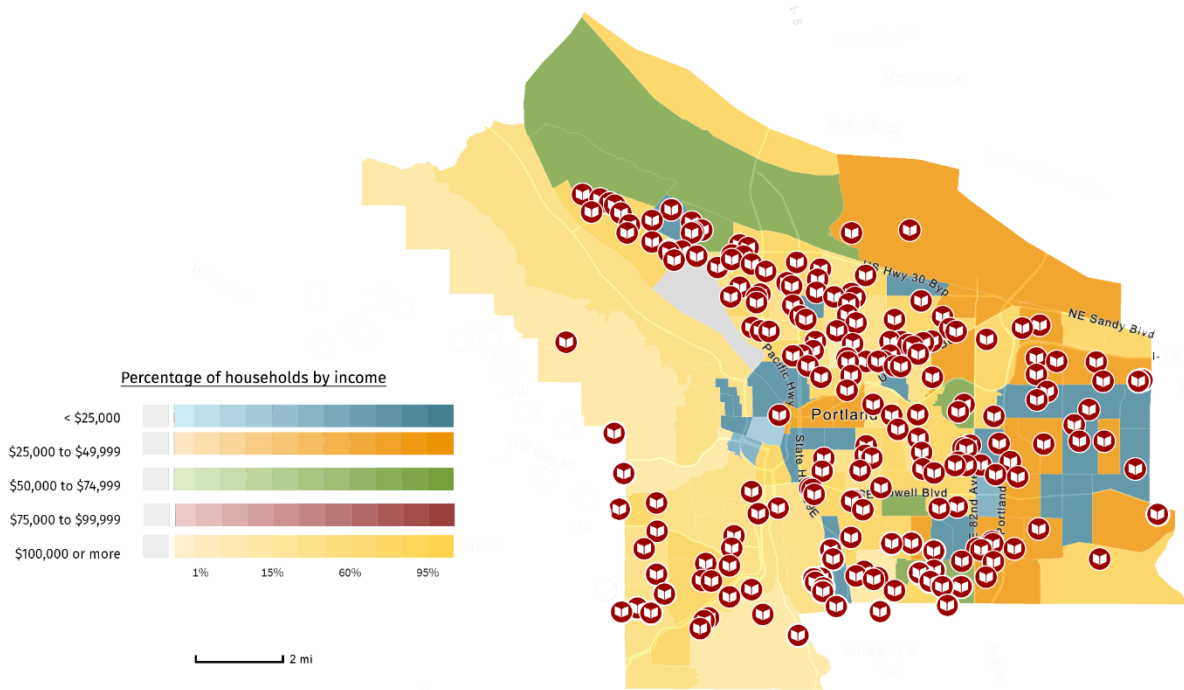 US Hwy 30 Byp
NE Sandy Blvd
Pacific Hwy
Portland
State H
SE Powell Blvd
E 82nd Ave
Portland
Percentage of households by income
< $25,000
$25,000 to $49,999
$50,000 to $74,999
$75,000 to $99,999
$100,000 or more
1%
15%
60%
95%
2 mi